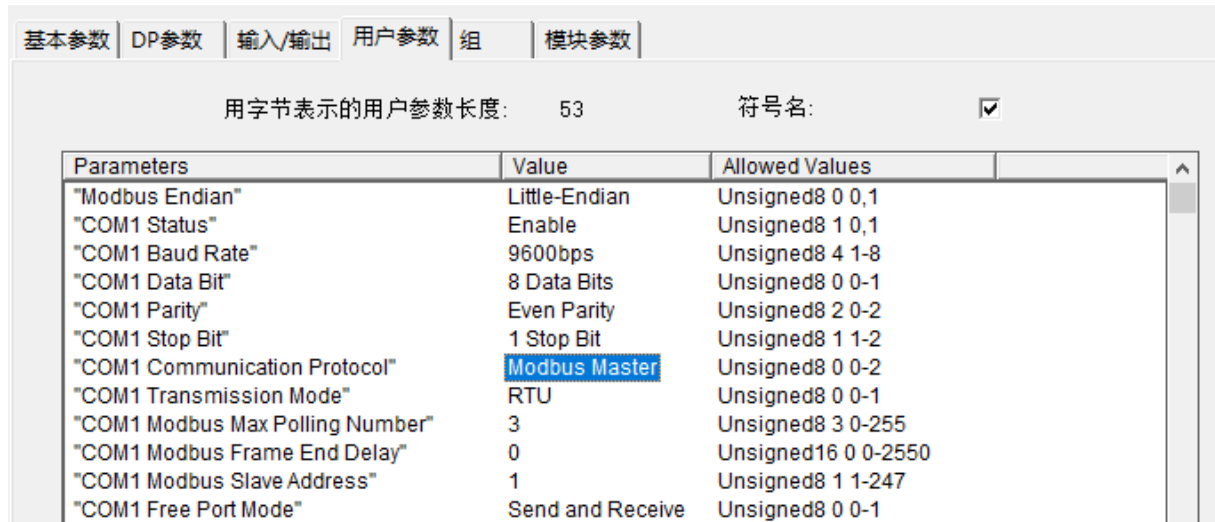 基本参数 DP参数 输入/输出 用户参数 组 模块参数
用字节表示的用户参数长度: 53 符号名:
Parameters Value Allowed Values
"Modbus Endian" Little-Endian Unsigned8 0 0,1
"COM1 Status" Enable Unsigned8 1 0,1
"COM1 Baud Rate" 9600bps Unsigned8 4 1-8
"COM1 Data Bit" 8 Data Bits Unsigned8 0 0-1
"COM1 Parity" Even Parity Unsigned8 2 0-2
"COM1 Stop Bit" 1 Stop Bit Unsigned8 1 1-2
"COM1 Communication Protocol" Modbus Master Unsigned8 0 0-2
"COM1 Transmission Mode" RTU Unsigned8 0 0-1
"COM1 Modbus Max Polling Number" 3 Unsigned8 3 0-255
"COM1 Modbus Frame End Delay" 0 Unsigned16 0 0-2550
"COM1 Modbus Slave Address" 1 Unsigned8 1 1-247
"COM1 Free Port Mode" Send and Receive Unsigned8 0 0-1